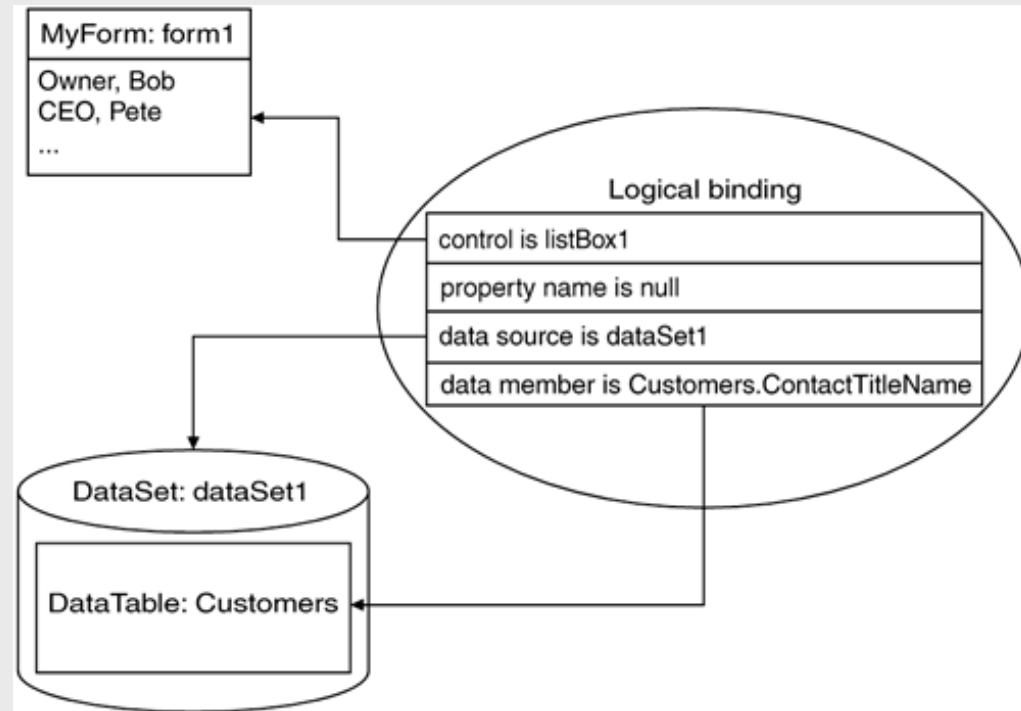 MyForm: form1
Owner, Bob
CEO, Pete
...
Logical binding
control is listBox1
property name is null
data source is dataSet1
data member is Customers.ContactTitleName
DataSet: dataSet1
DataTable: Customers